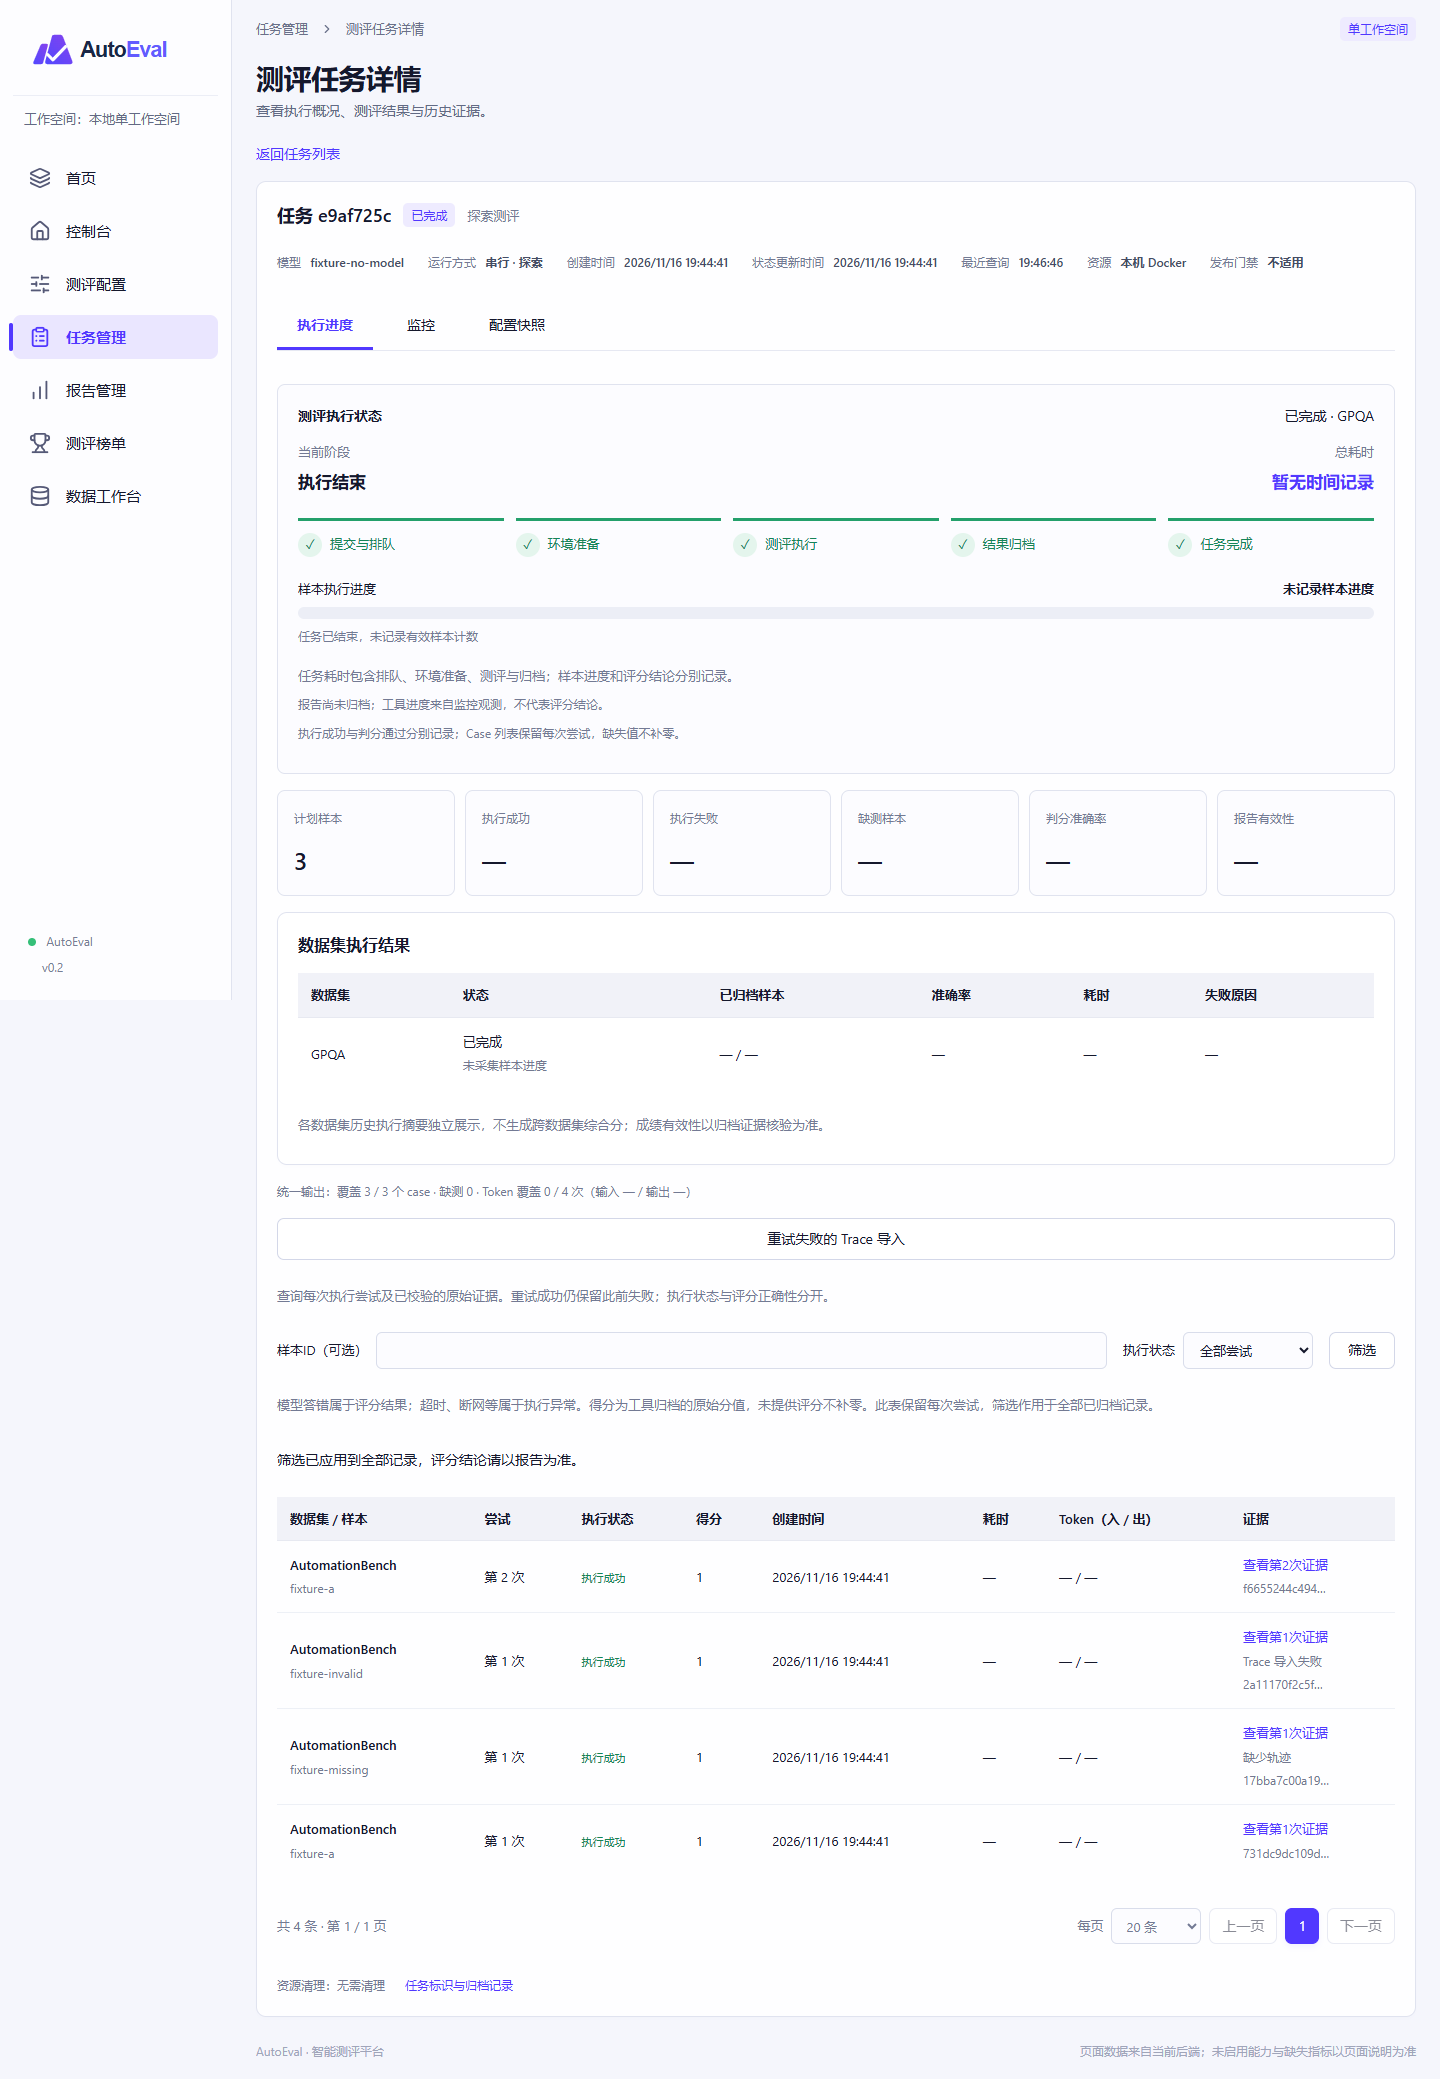 AutoEval
工作空间：本地单工作空间
首页
控制台
测评配置
任务管理
报告管理
测评榜单
数据工作台
AutoEval
v0.2
任务管理 > 测评任务详情
单工作空间
测评任务详情
查看执行概况、测评结果与历史证据。
返回任务列表
任务 e9af725c 已完成 探索测评
模型 fixture-no-model 运行方式 串行 · 探索 创建时间 2026/11/16 19:44:41 状态更新时间 2026/11/16 19:44:41 最近查询 19:46:46 资源 本机 Docker 发布门禁 不适用
执行进度 监控 配置快照
测评执行状态 已完成 · GPQA
当前阶段 总耗时
执行结束 暂无时间记录
✓ 提交与排队 ✓ 环境准备 ✓ 测评执行 ✓ 结果归档 ✓ 任务完成
样本执行进度 未记录样本进度
任务已结束，未记录有效样本计数
任务耗时包含排队、环境准备、测评与归档；样本进度和评分结论分别记录。
报告尚未归档；工具进度来自监控观测，不代表评分结论。
执行成功与判分通过分别记录；Case 列表保留每次尝试，缺失值不补零。
计划样本 执行成功 执行失败 缺测样本 判分准确率 报告有效性
3 — — — — —
数据集执行结果
数据集 状态 已归档样本 准确率 耗时 失败原因
GPQA 已完成 — / — — — —
未采集样本进度
各数据集历史执行摘要独立展示，不生成跨数据集综合分；成绩有效性以归档证据核验为准。
统一输出：覆盖 3 / 3 个 case · 缺测 0 · Token 覆盖 0 / 4 次（输入 — / 输出 —）
重试失败的 Trace 导入
查询每次执行尝试及已校验的原始证据。重试成功仍保留此前失败；执行状态与评分正确性分开。
样本ID（可选） 执行状态 全部尝试 筛选
模型答错属于评分结果；超时、断网等属于执行异常。得分为工具归档的原始分值，未提供评分不补零。此表保留每次尝试，筛选作用于全部已归档记录。
筛选已应用到全部记录，评分结论请以报告为准。
数据集 / 样本 尝试 执行状态 得分 创建时间 耗时 Token（入 / 出） 证据
AutomationBench 第 2 次 执行成功 1 2026/11/16 19:44:41 — — / — 查看第2次证据
fixture-a f6655244c494...
AutomationBench 第 1 次 执行成功 1 2026/11/16 19:44:41 — — / — 查看第1次证据
fixture-invalid Trace 导入失败
2a11170f2c5f...
AutomationBench 第 1 次 执行成功 1 2026/11/16 19:44:41 — — / — 查看第1次证据
fixture-missing 缺少轨迹
17bba7c00a19...
AutomationBench 第 1 次 执行成功 1 2026/11/16 19:44:41 — — / — 查看第1次证据
fixture-a 731dc9dc109d...
共 4 条 · 第 1 / 1 页 每页 20 条 上一页 1 下一页
资源清理：无需清理 任务标识与归档记录
AutoEval · 智能测评平台 页面数据来自当前后端；未启用能力与缺失指标以页面说明为准